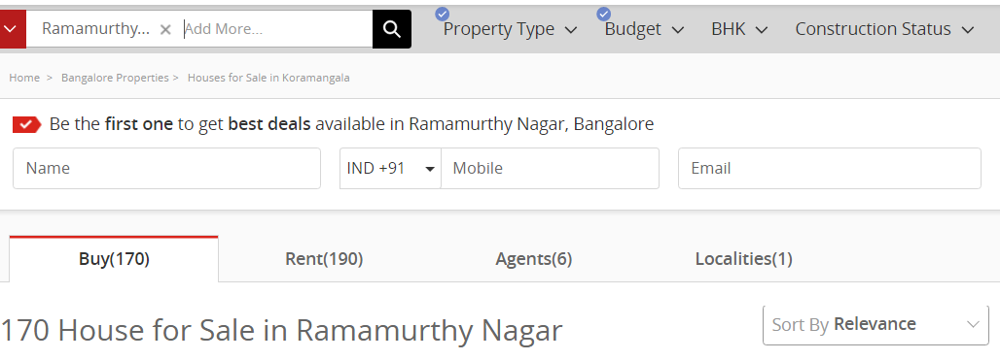 Ramamurthy... × Add More... Property Type Budget BHK Construction Status
Home > Bangalore Properties > Houses for Sale in Koramangala
Be the first one to get best deals available in Ramamurthy Nagar, Bangalore
Name IND +91 Mobile Email
Buy(170) Rent(190) Agents(6) Localities(1)
170 House for Sale in Ramamurthy Nagar Sort By Relevance